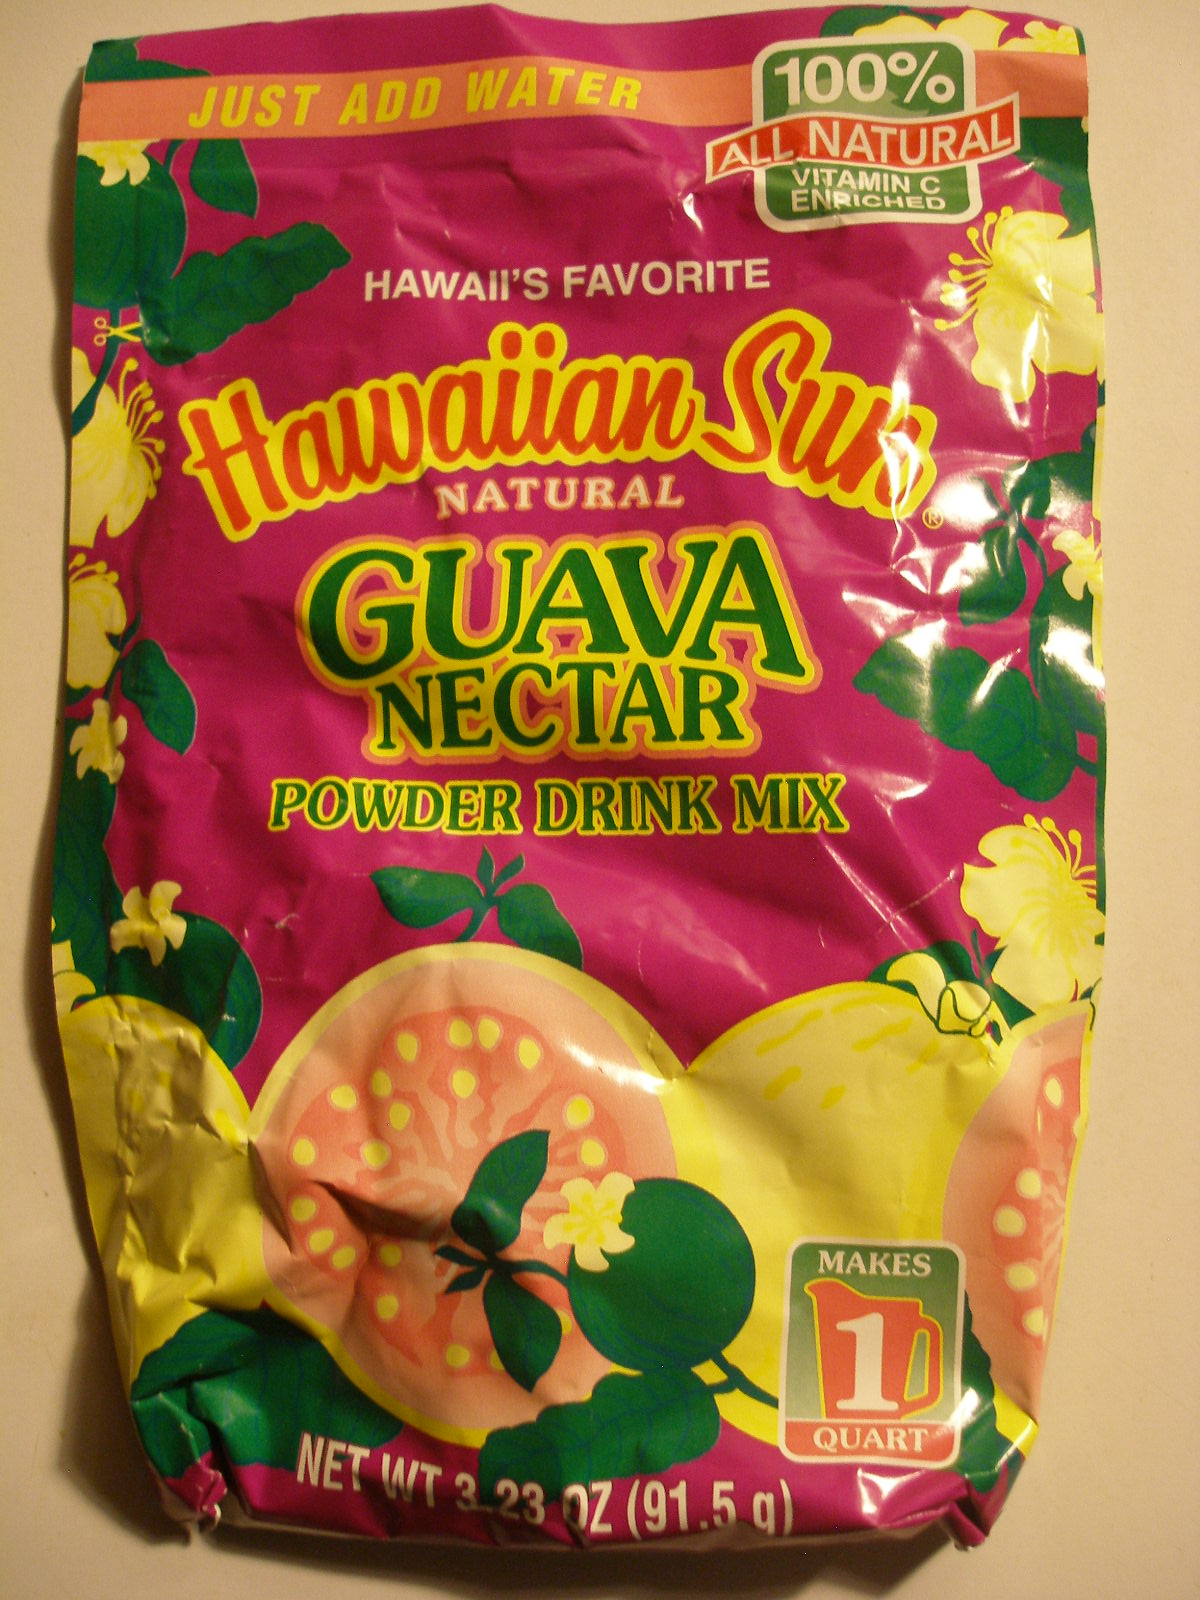 JUST ADD WATER
100%
ALL NATURAL
VITAMIN C
ENRICHED
HAWAII'S FAVORITE
Hawaiian Sun®
NATURAL
GUAVA
NECTAR
POWDER DRINK MIX
MAKES
1
QUART
NET WT 3.23 OZ (91.5 g)